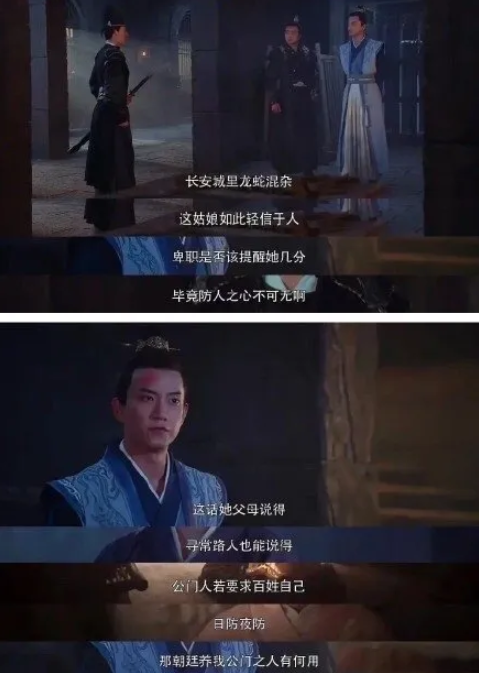 长安城里龙蛇混杂
这姑娘如此轻信于人
卑职是否该提醒她几分
毕竟防人之心不可无啊
这话她父母说得
寻常路人也能说得
公门人若要求百姓自己
日防夜防
那朝廷养我公门之人有何用